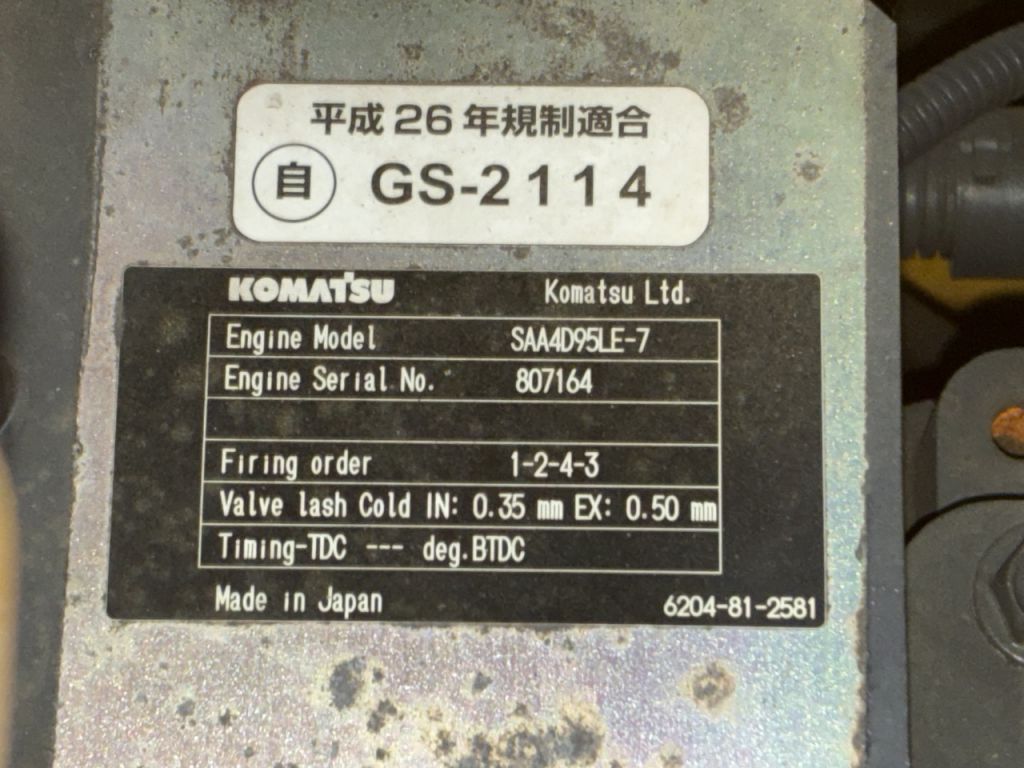 平成26年規制適合
自 GS-2114
KOMATSU Komatsu Ltd.
Engine Model SAA4D95LE-7
Engine Serial No. 807164
Firing order 1-2-4-3
Valve lash Cold IN: 0.35 mm EX: 0.50 mm
Timing-TDC --- deg.BTDC
Made in Japan 6204-81-2581